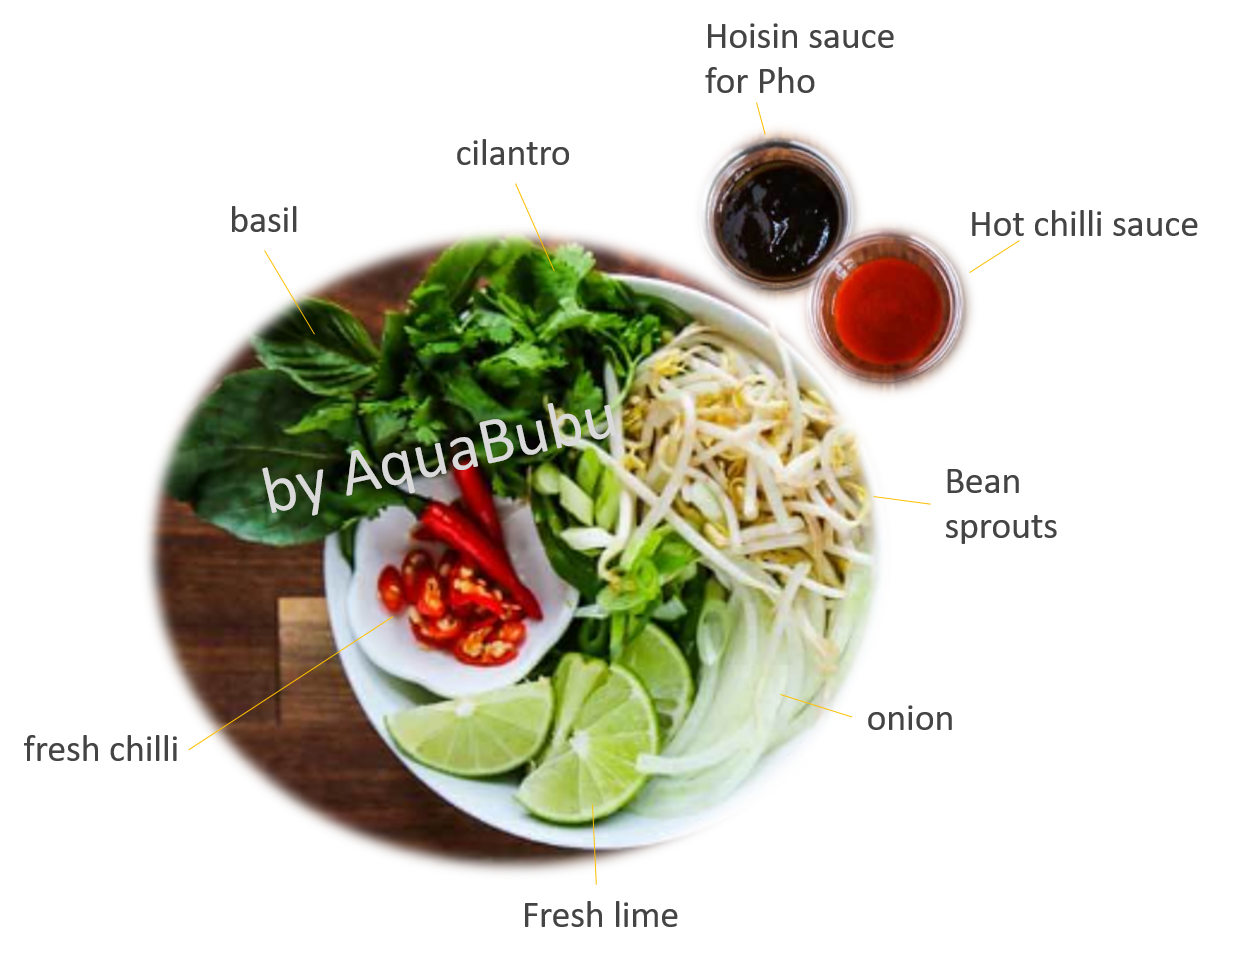 Hoisin sauce
for Pho
cilantro
basil
Hot chilli sauce
by AquaBubu
Bean
sprouts
onion
fresh chilli
Fresh lime